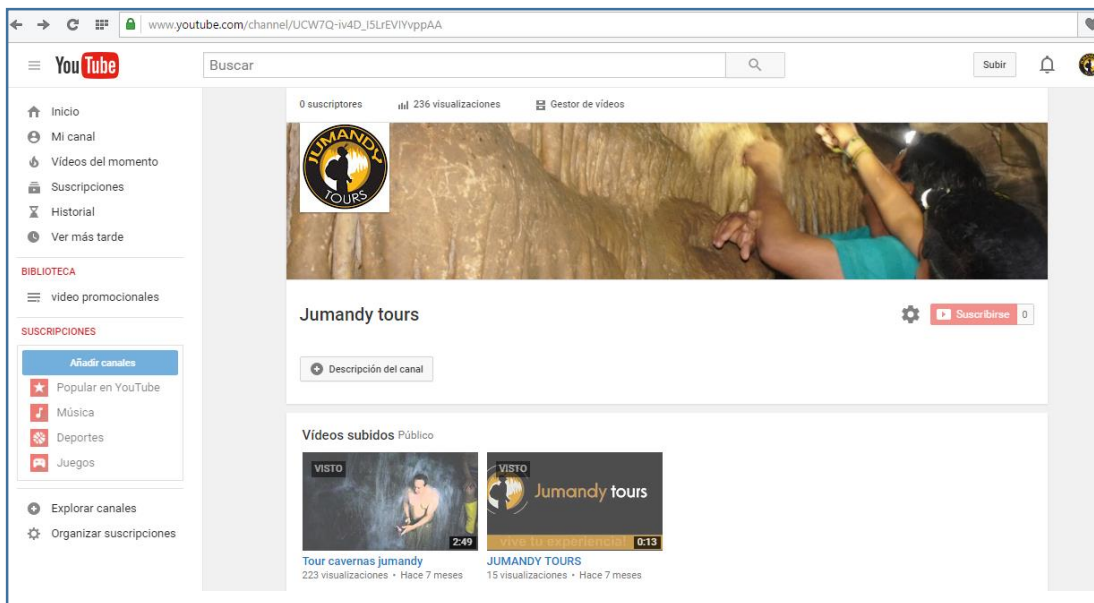 www.youtube.com/channel/UCW7Q-iv4D_I5LrEVIYvppAA
YouTube
Buscar
Subir
Inicio
Mi canal
Vídeos del momento
Suscripciones
Historial
Ver más tarde
BIBLIOTECA
video promocionales
SUSCRIPCIONES
Añadir canales
Popular en YouTube
Música
Deportes
Juegos
Explorar canales
Organizar suscripciones
0 suscriptores 236 visualizaciones Gestor de vídeos
JUMANDY
TOURS
Jumandy tours
Suscribirse 0
Descripción del canal
Vídeos subidos Público
VISTO
2:49
Tour cavernas jumandy
223 visualizaciones • Hace 7 meses
VISTO
Jumandy tours
vive tu experiencia! 0:13
JUMANDY TOURS
15 visualizaciones • Hace 7 meses